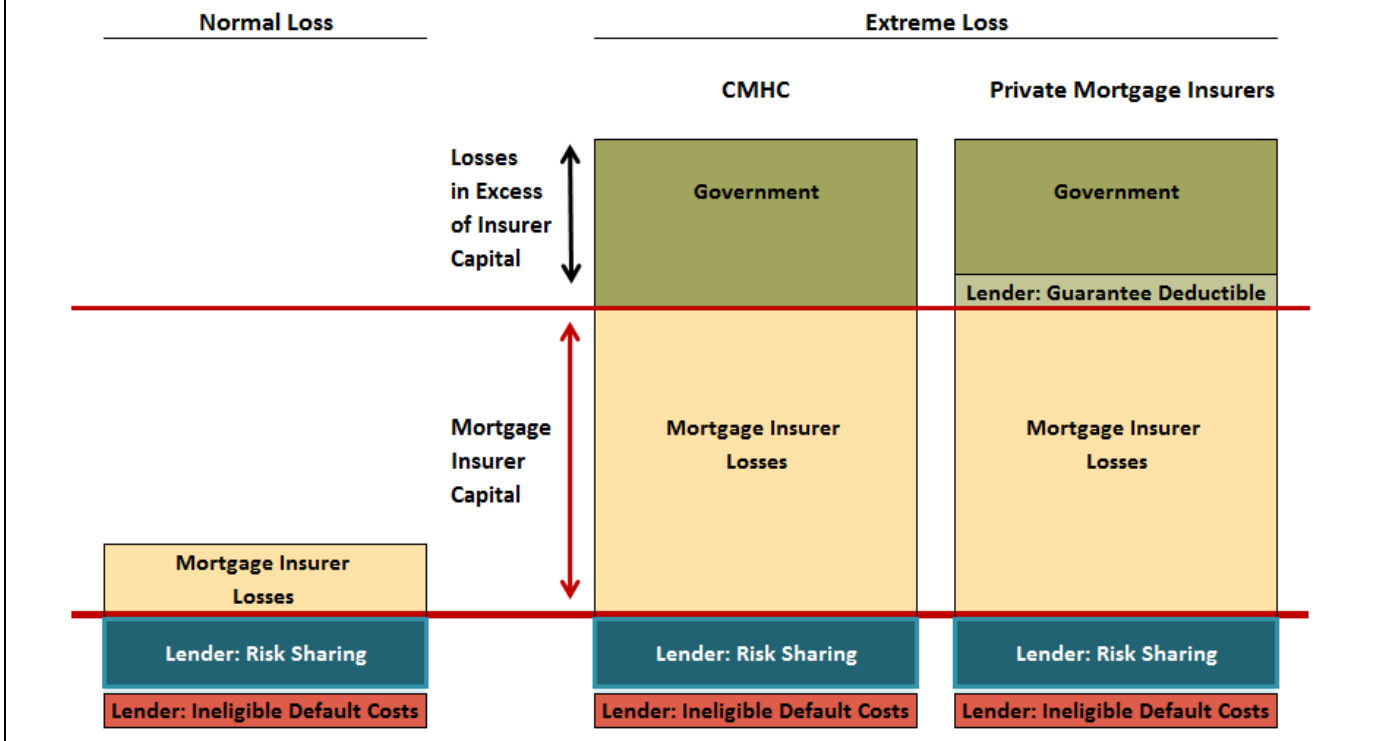 Normal Loss
Extreme Loss
CMHC
Private Mortgage Insurers
Losses
in Excess
of Insurer
Capital
Government
Government
Lender: Guarantee Deductible
Mortgage
Insurer
Capital
Mortgage Insurer
Losses
Mortgage Insurer
Losses
Mortgage Insurer
Losses
Lender: Risk Sharing
Lender: Risk Sharing
Lender: Risk Sharing
Lender: Ineligible Default Costs
Lender: Ineligible Default Costs
Lender: Ineligible Default Costs